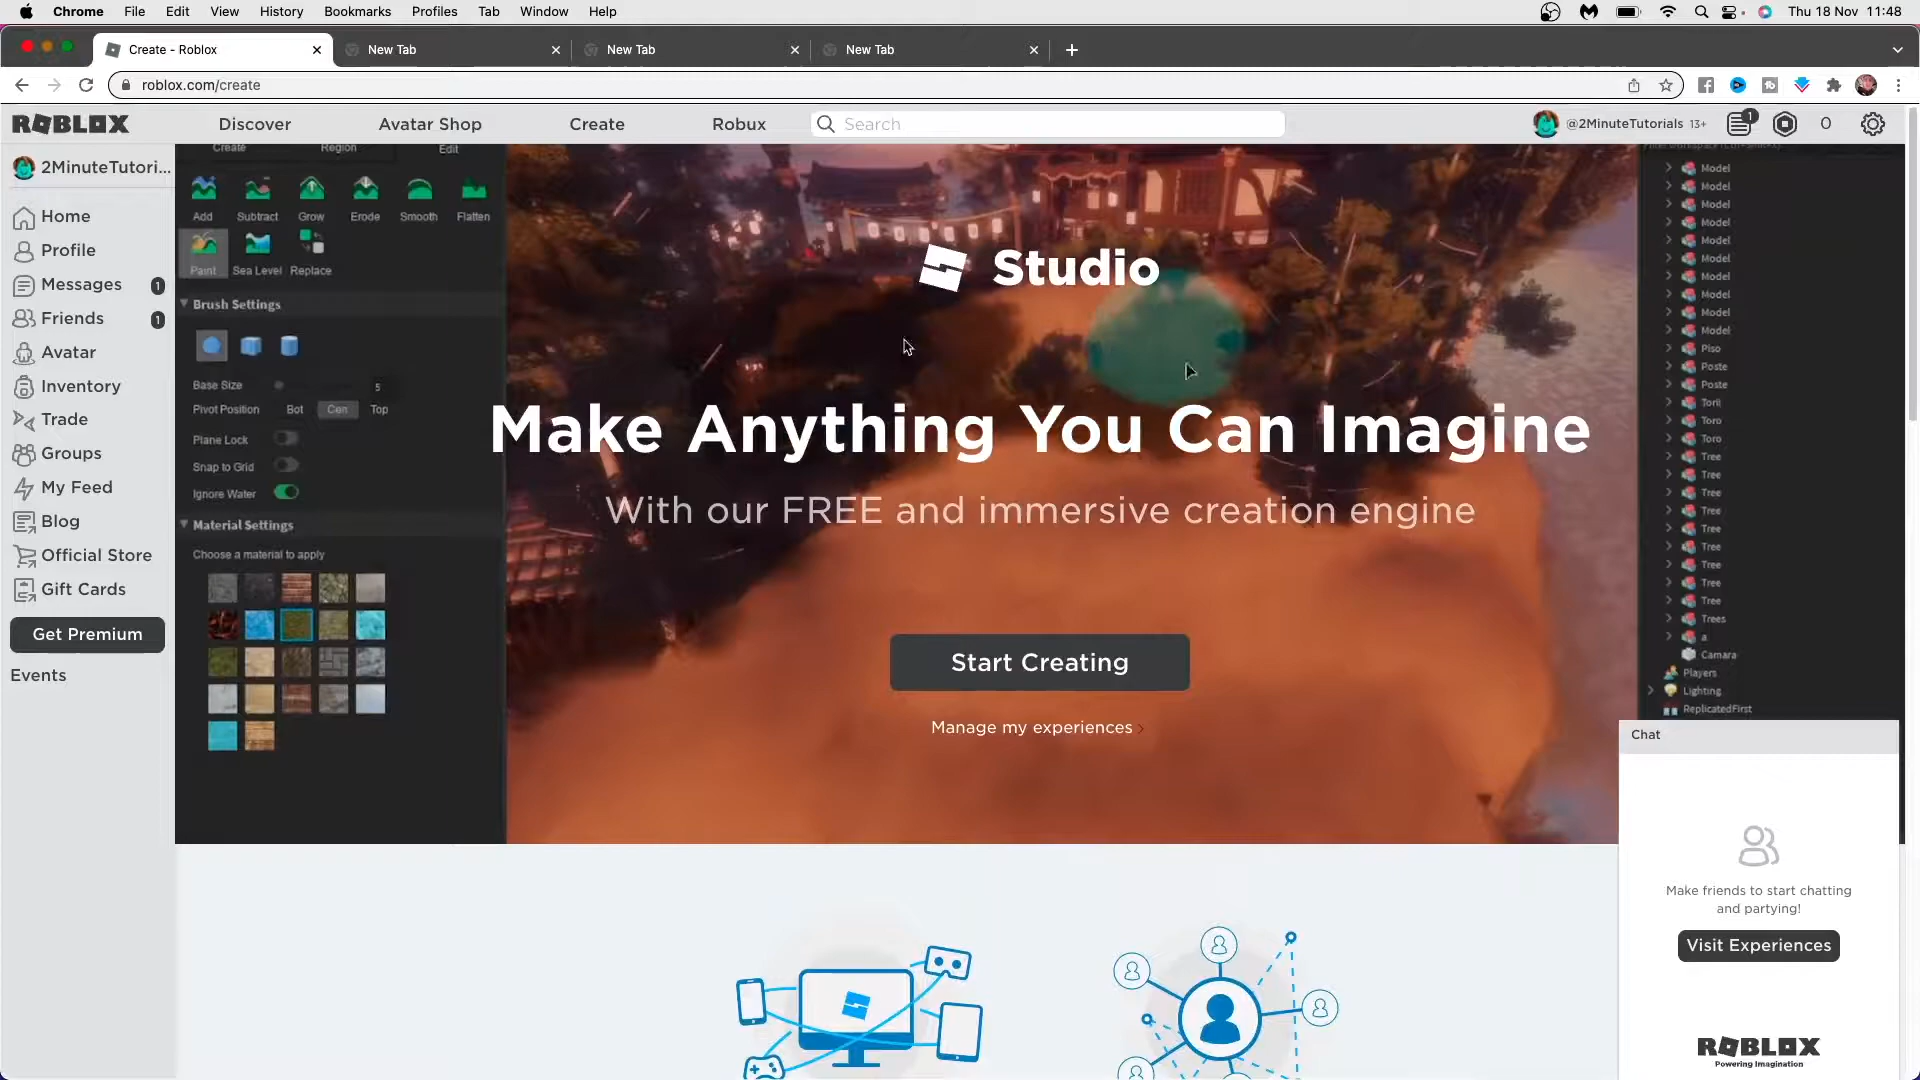 Chrome File Edit View History Bookmarks Profiles Tab Window Help Thu 18 Nov 11:48
Create - Roblox New Tab New Tab New Tab
roblox.com/create
ROBLOX Discover Avatar Shop Create Robux Search @2MinuteTutorials 13+ 1 0
2MinuteTutori...
Home
Profile
Messages 1
Friends 1
Avatar
Inventory
Trade
Groups
My Feed
Blog
Official Store
Gift Cards
Get Premium
Events
Create Region Edit
Add Subtract Grow Erode Smooth Flatten
Paint Sea Level Replace
Brush Settings
Base Size 5
Pivot Position Bot Cen Top
Plane Lock
Snap to Grid
Ignore Water
Material Settings
Choose a material to apply
Studio
Make Anything You Can Imagine
With our FREE and immersive creation engine
Start Creating
Manage my experiences
Model
Model
Model
Model
Model
Model
Model
Model
Model
Model
Piso
Poste
Poste
Torii
Toro
Toro
Tree
Tree
Tree
Tree
Tree
Tree
Tree
Tree
Tree
Trees
a
Camara
Players
Lighting
ReplicatedFirst
Chat
Make friends to start chatting
and partying!
Visit Experiences
ROBLOX
Powering Imagination